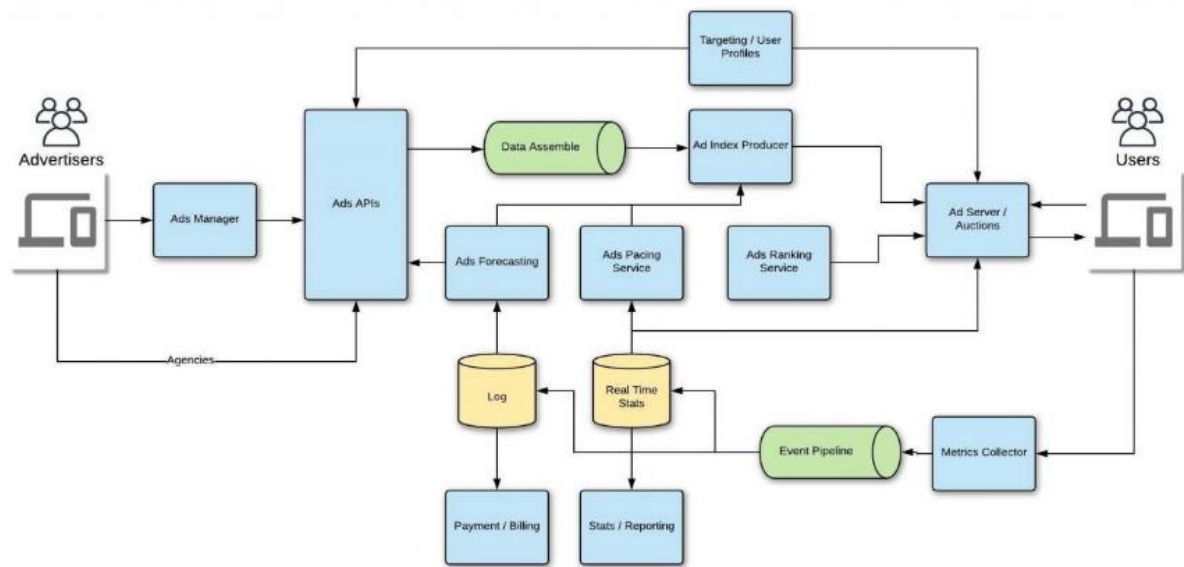 Targeting / User
Profiles
Advertisers
Users
Data Assemble
Ad Index Producer
Ads Manager
Ads APIs
Ad Server /
Auctions
Ads Forecasting
Ads Pacing
Service
Ads Ranking
Service
Agencies
Log
Real Time
Stats
Event Pipeline
Metrics Collector
Payment / Billing
Stats / Reporting